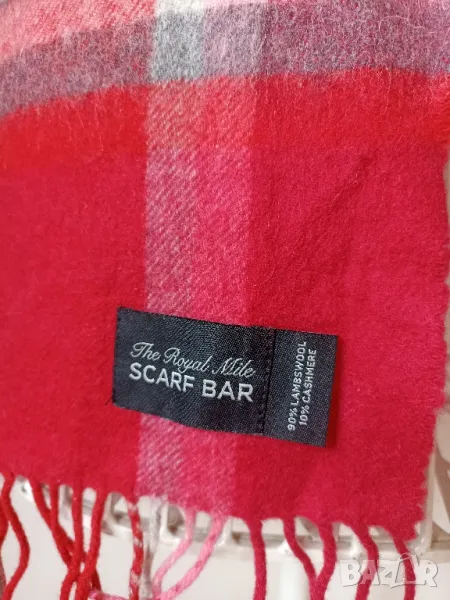 The Royal Mile
SCARF BAR
90% LAMBSWOOL
10% CASHMERE
bazar